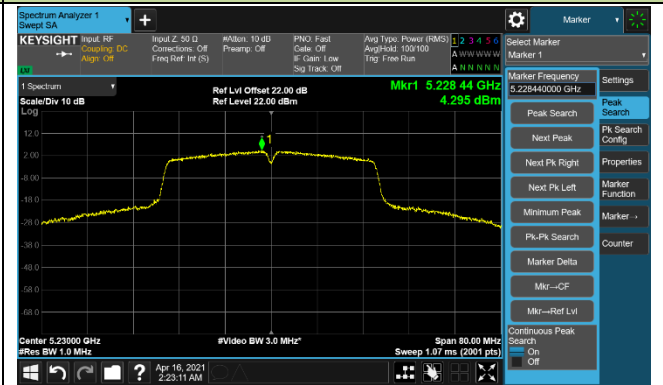 Spectrum Analyzer 1
Swept SA
+
Marker
KEYSIGHT
Input: RF
Coupling: DC
Align: Off
Input Z: 50 Ω
Corrections: Off
Freq Ref: Int (S)
#Atten: 10 dB
Preamp: Off
PNO: Fast
Gate: Off
IF Gain: Low
Sig Track: Off
Avg Type: Power (RMS)
Avg|Hold: 100/100
Trig: Free Run
1 2 3 4 5 6
A W W W W W
A N N N N N
LXI
Select Marker
Marker 1
1 Spectrum
Scale/Div 10 dB
Log
Ref Lvl Offset 22.00 dB
Ref Level 22.00 dBm
Mkr1 5.228 44 GHz
4.295 dBm
1
12.0
2.00
-8.00
-18.0
-28.0
-38.0
-48.0
-58.0
-68.0
Center 5.23000 GHz
#Res BW 1.0 MHz
#Video BW 3.0 MHz*
Span 80.00 MHz
Sweep 1.07 ms (2001 pts)
Marker Frequency
5.228440000 GHz
Peak Search
Next Peak
Next Pk Right
Next Pk Left
Minimum Peak
Pk-Pk Search
Marker Delta
Mkr→CF
Mkr→Ref Lvl
Continuous Peak
Search
On
Off
Settings
Peak
Search
Pk Search
Config
Properties
Marker
Function
Marker→
Counter
?
Apr 16, 2021
2:23:11 AM